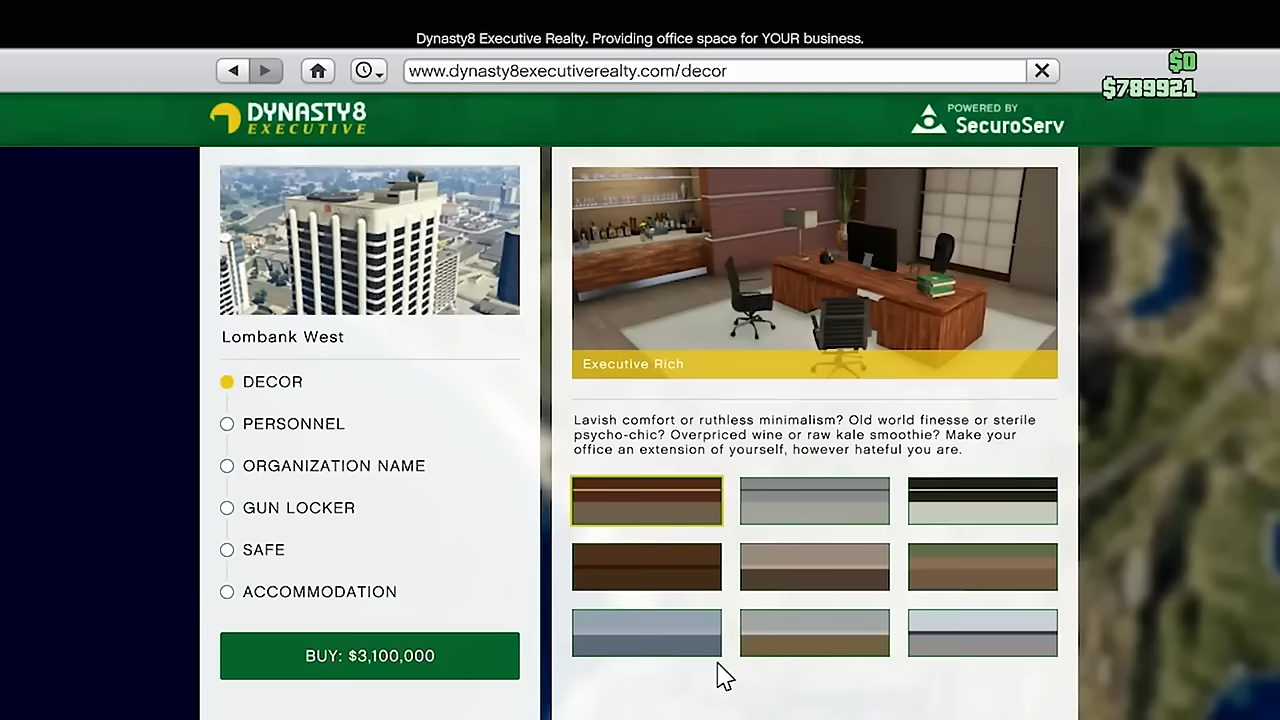 Dynasty8 Executive Realty. Providing office space for YOUR business.
www.dynasty8executiverealty.com/decor
$0
$789921
DYNASTY8
EXECUTIVE
POWERED BY
SecuroServ
Lombank West
DECOR
PERSONNEL
ORGANIZATION NAME
GUN LOCKER
SAFE
ACCOMMODATION
BUY: $3,100,000
Executive Rich
Lavish comfort or ruthless minimalism? Old world finesse or sterile
psycho-chic? Overpriced wine or raw kale smoothie? Make your
office an extension of yourself, however hateful you are.